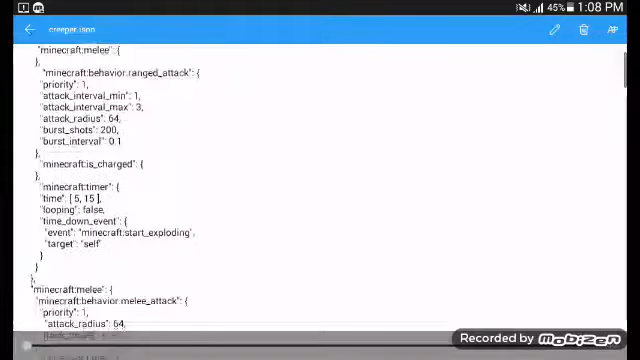 45% 1:08 PM
creeper.json
"minecraft:melee": {
},
"minecraft:behavior.ranged_attack": {
"priority": 1,
"attack_interval_min": 1,
"attack_interval_max": 3,
"attack_radius": 64,
"burst_shots": 200,
"burst_interval": 0.1
},
"minecraft:is_charged": {
},
"minecraft:timer": {
"time": [ 5, 15 ],
"looping": false,
"time_down_event": {
"event": "minecraft:start_exploding",
"target": "self"
}
}
},
"minecraft:melee": {
"minecraft:behavior.melee_attack": {
"priority": 1,
"attack_radius": 64,
Recorded by MOBIZEN